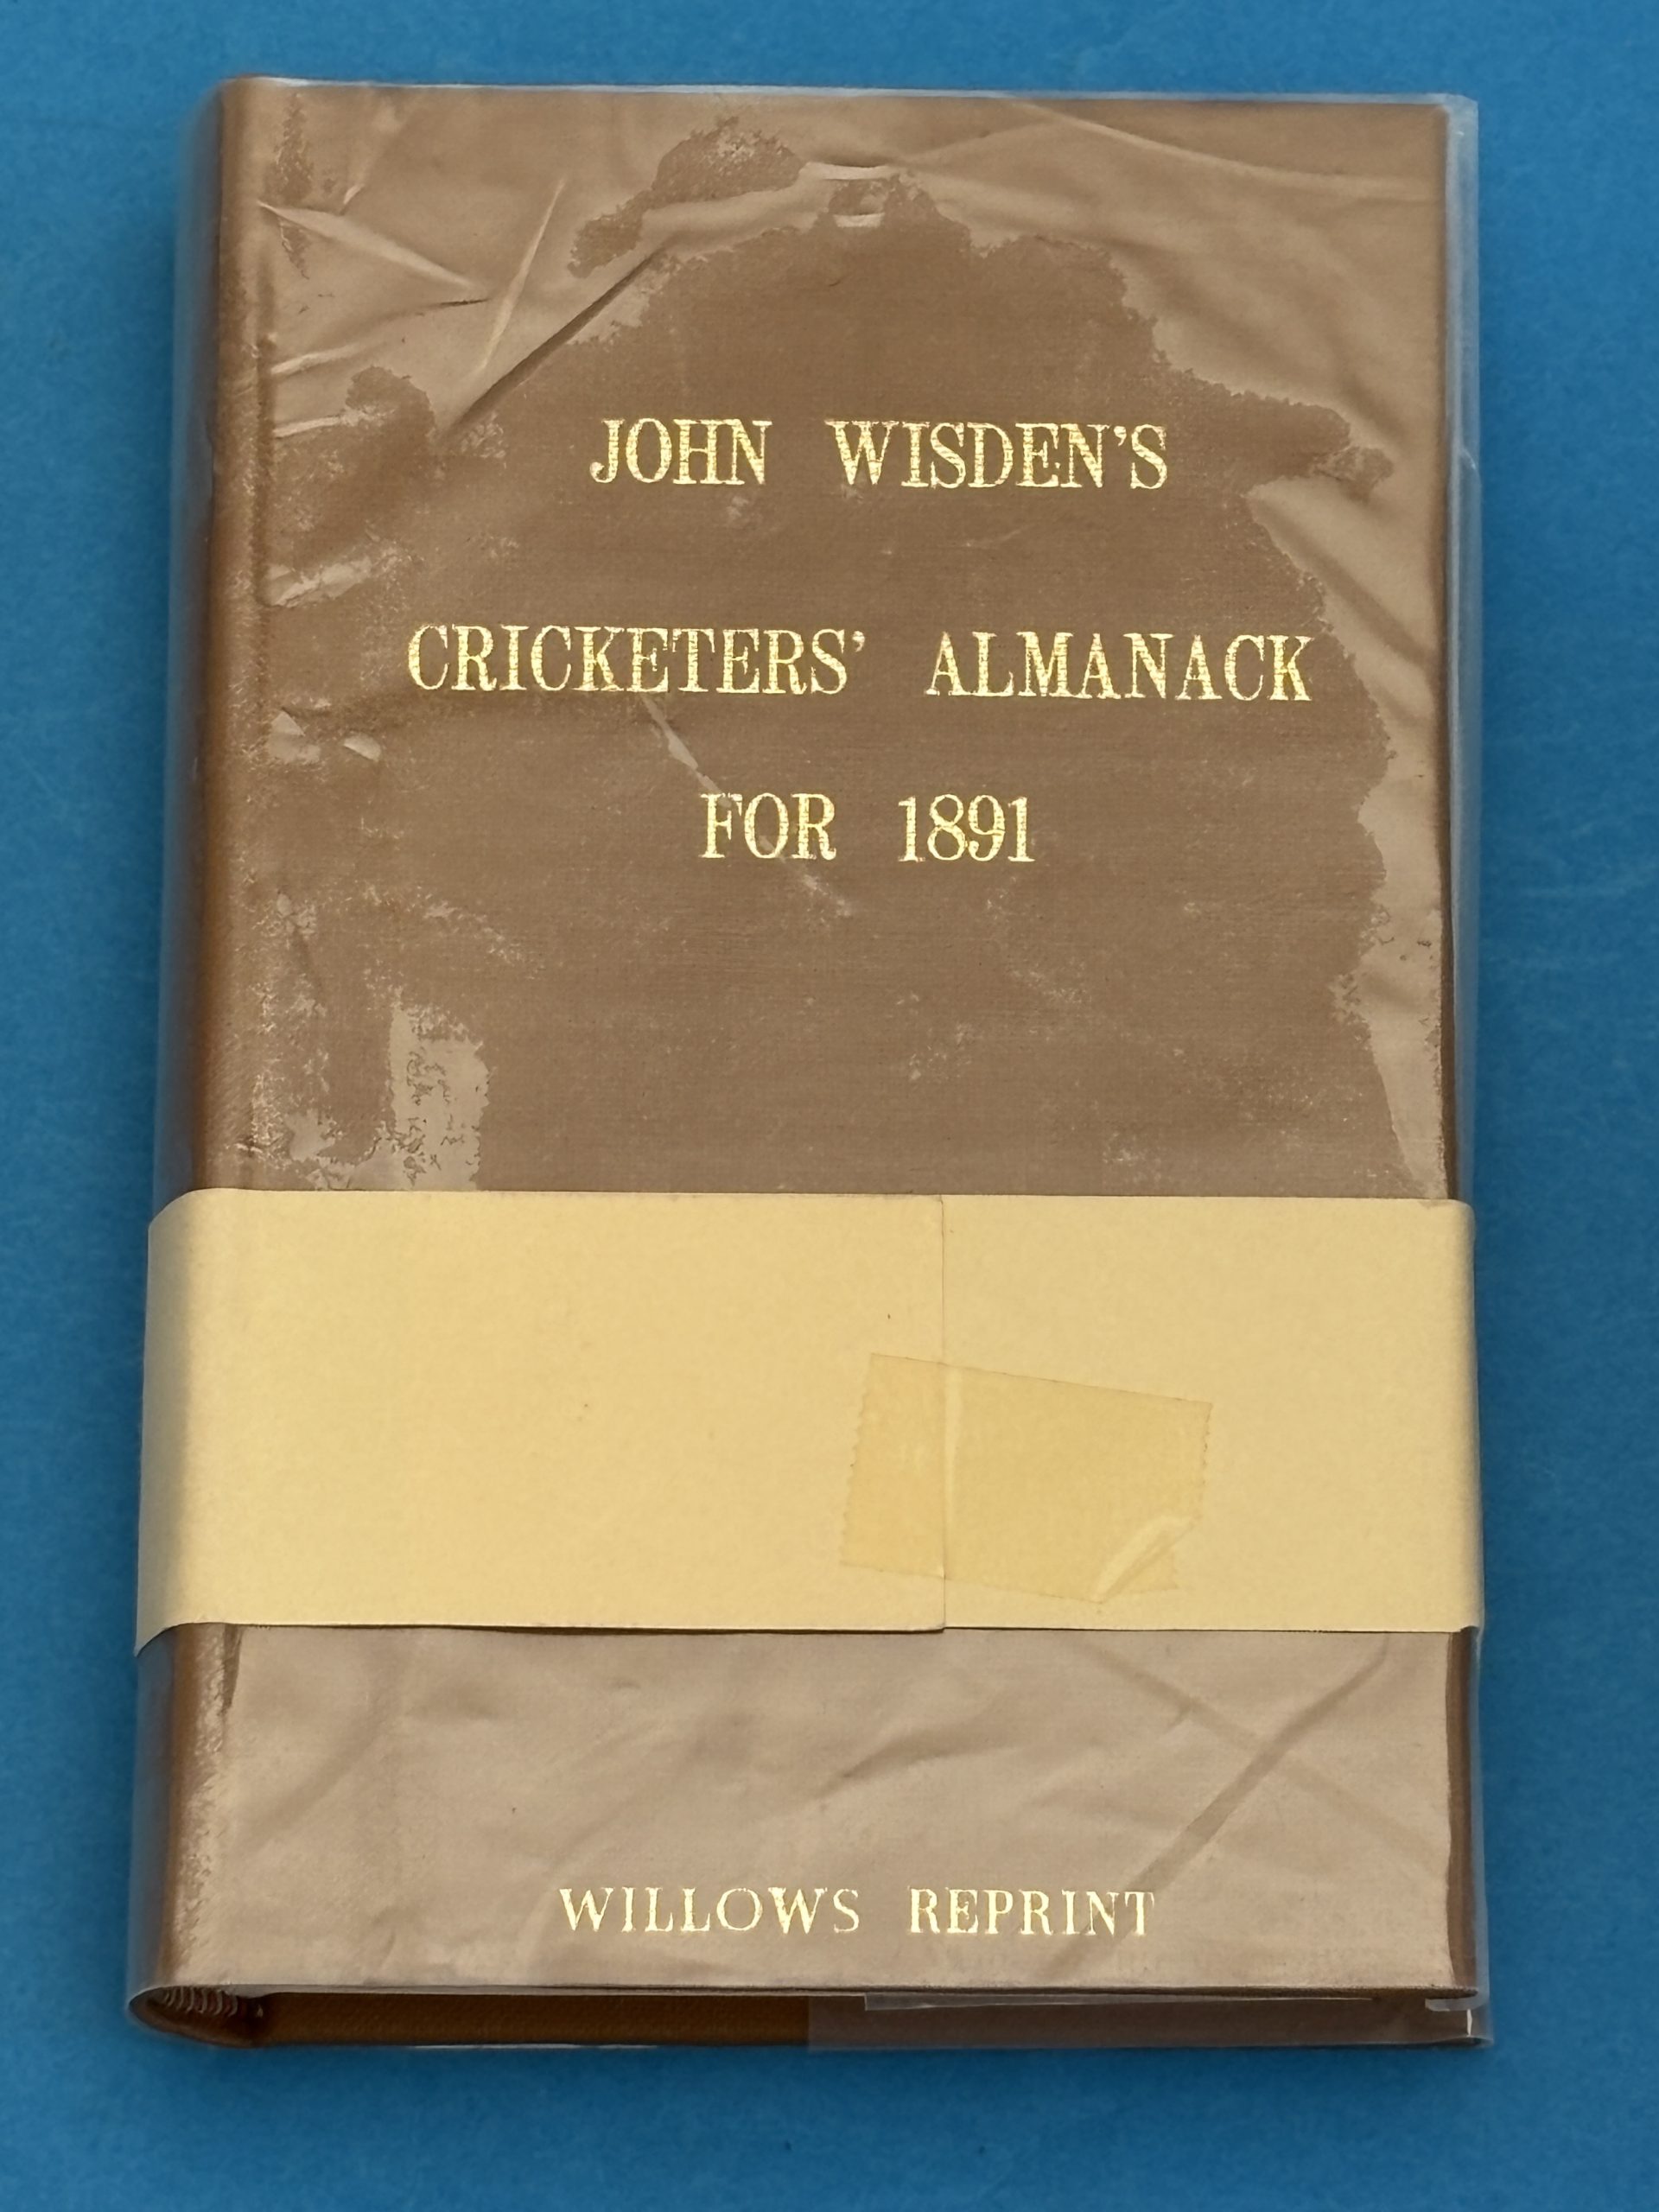 JOHN WISDEN'S
CRICKETERS' ALMANACK
FOR 1891
WILLOWS REPRINT